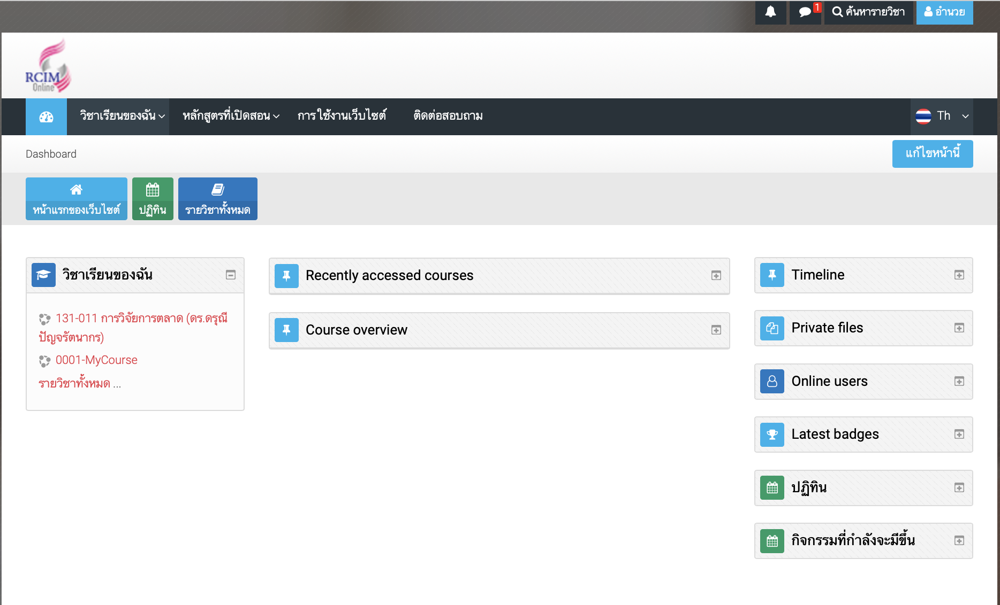 1
ค้นหารายวิชา
อำนวย
RCIM
Online
วิชาเรียนของฉัน
หลักสูตรที่เปิดสอน
การใช้งานเว็บไซต์
ติดต่อสอบถาม
Th
Dashboard
แก้ไขหน้านี้
หน้าแรกของเว็บไซต์
ปฏิทิน
รายวิชาทั้งหมด
วิชาเรียนของฉัน
131-011 การวิจัยการตลาด (ดร.ดรุณี
ปัญจรัตนากร)
0001-MyCourse
รายวิชาทั้งหมด ...
Recently accessed courses
Course overview
Timeline
Private files
Online users
Latest badges
ปฏิทิน
กิจกรรมที่กำลังจะมีขึ้น